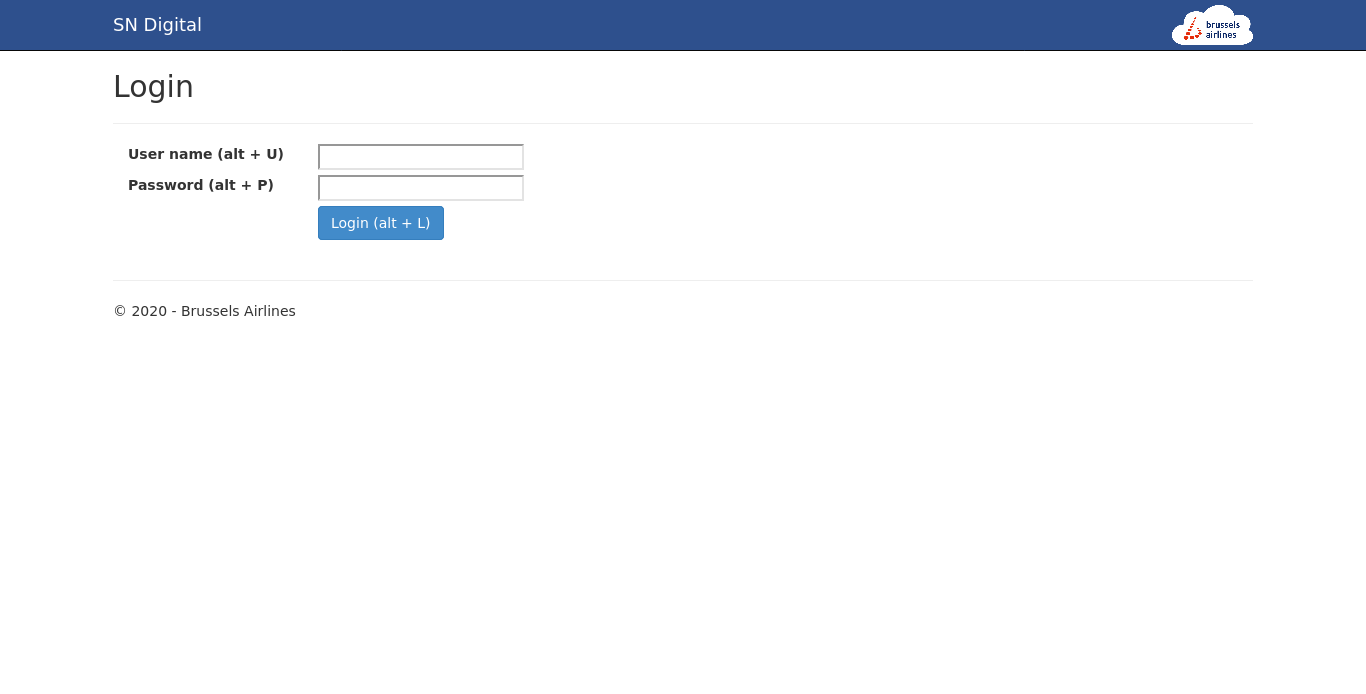 SN Digital
brussels
airlines
Login
User name (alt + U)
Password (alt + P)
Login (alt + L)
© 2020 - Brussels Airlines